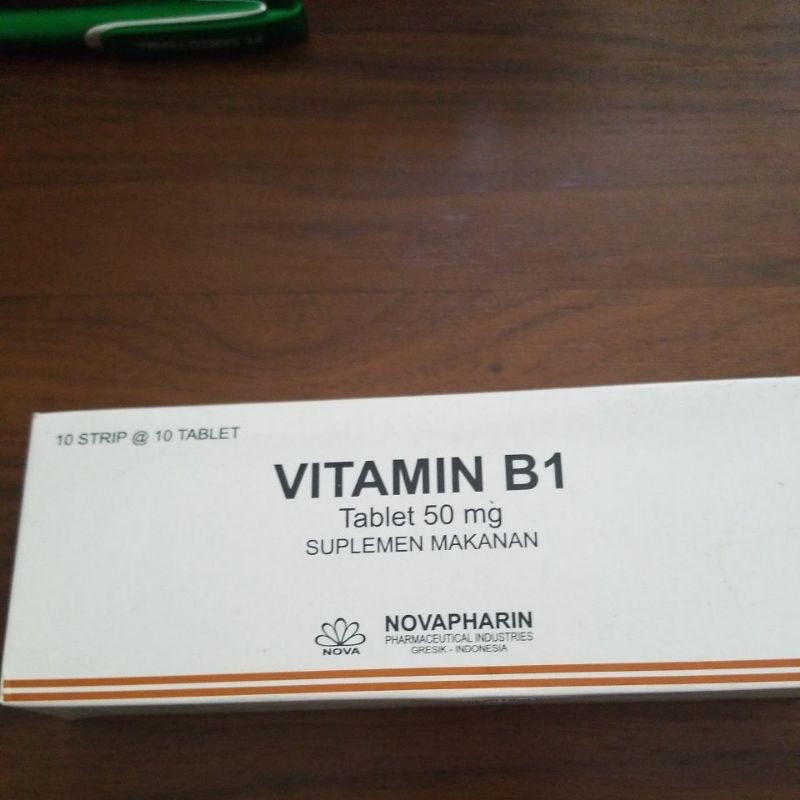 10 STRIP @ 10 TABLET
VITAMIN B1
Tablet 50 mg
SUPLEMEN MAKANAN
NOVA
NOVAPHARIN
PHARMACEUTICAL INDUSTRIES
GRESIK - INDONESIA